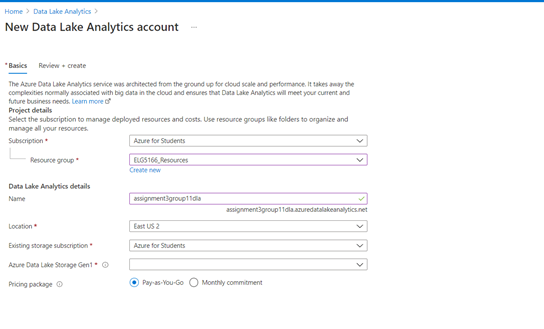 Home > Data Lake Analytics >
New Data Lake Analytics account ...
* Basics Review + create
The Azure Data Lake Analytics service was architected from the ground up for cloud scale and performance. It takes away the
complexities normally associated with big data in the cloud and ensures that Data Lake Analytics will meet your current and
future business needs. Learn more
Project details
Select the subscription to manage deployed resources and costs. Use resource groups like folders to organize and
manage all your resources.
Subscription * Azure for Students
Resource group * ELG5166_Resources
Create new
Data Lake Analytics details
Name assignment3group11dla
assignment3group11dla.azuredatalakeanalytics.net
Location * East US 2
Existing storage subscription * Azure for Students
Azure Data Lake Storage Gen1 *
Pricing package Pay-as-You-Go Monthly commitment